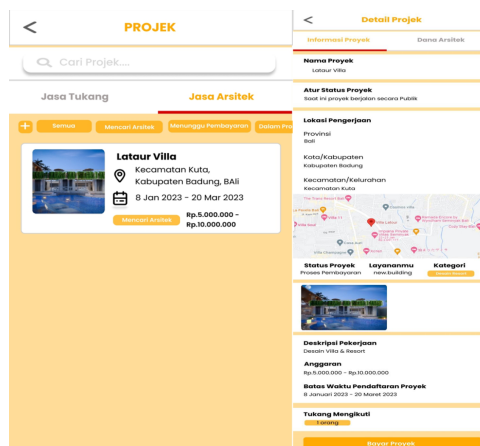 PROJEK
Cari Projek....
Jasa Tukang
Jasa Arsitek
Semua
Mencari Arsitek
Menunggu Pembayaran
Dalam Pro
Lataur Villa
Kecamatan Kuta,
Kabupaten Badung, BAli
8 Jan 2023 - 20 Mar 2023
Mencari Arsitek
Rp.5.000.000 -
Rp.10.000.000
Detail Projek
Informasi Proyek
Dana Arsitek
Nama Proyek
Lataur Villa
Atur Status Proyek
Saat ini proyek berjalan secara Publik
Lokasi Pengerjaan
Provinsi
Bali
Kota/Kabupaten
Kabupaten Badung
Kecamatan/Kelurahan
Kecamatan Kuta
Status Proyek
Layananmu
Kategori
Proses Pembayaran
new.building
Deskripsi Pekerjaan
Desain Villa & Resort
Anggaran
Rp.5.000.000 - Rp.10.000.000
Batas Waktu Pendaftaran Proyek
8 Januari 2023 - 20 Maret 2023
Tukang Mengikuti
1 orang
Bayar Proyek